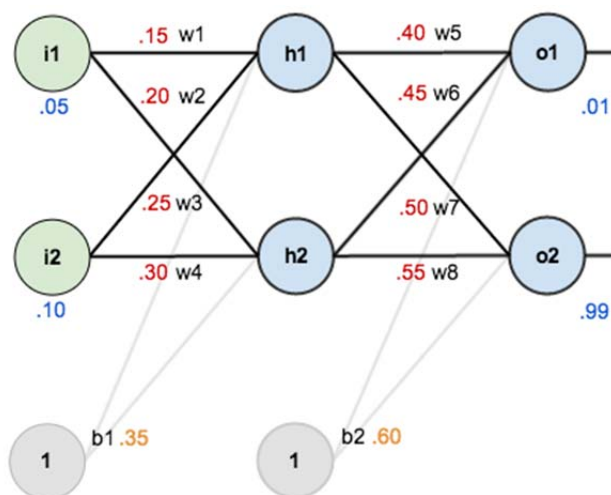 i1 .15 w1 h1 .40 w5 o1
.05 .20 w2 .45 w6 .01
.25 w3 .50 w7
i2 .30 w4 h2 .55 w8 o2
.10 .99
b1 .35 b2 .60
1 1